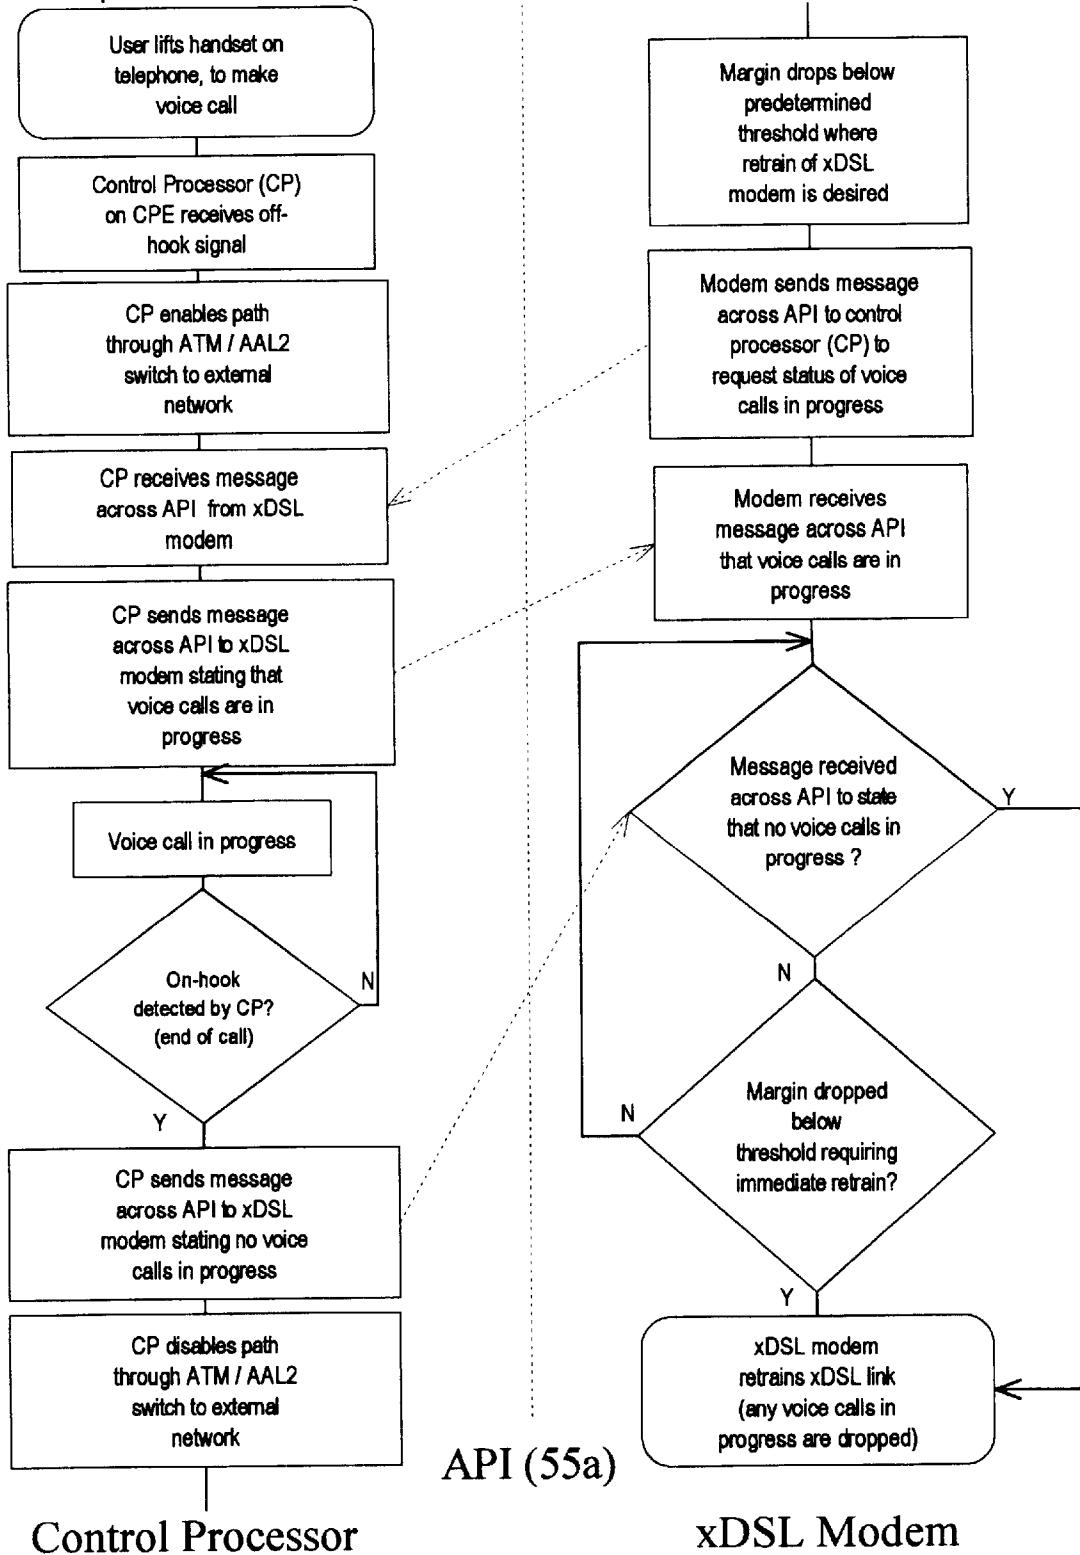 User lifts handset on
telephone, to make
voice call
Control Processor (CP)
on CPE receives off-
hook signal
CP enables path
through ATM / AAL2
switch to external
network
CP receives message
across API from xDSL
modem
CP sends message
across API to xDSL
modem stating that
voice calls are in
progress
Voice call in progress
On-hook
detected by CP?
(end of call)
N
Y
CP sends message
across API to xDSL
modem stating no voice
calls in progress
CP disables path
through ATM / AAL2
switch to external
network
Control Processor
API (55a)
Margin drops below
predetermined
threshold where
retrain of xDSL
modem is desired
Modem sends message
across API to control
processor (CP) to
request status of voice
calls in progress
Modem receives
message across API
that voice calls are in
progress
Message received
across API to state
that no voice calls in
progress ?
Y
N
Margin dropped
below
threshold requiring
immediate retrain?
N
Y
xDSL modem
retrains xDSL link
(any voice calls in
progress are dropped)
xDSL Modem